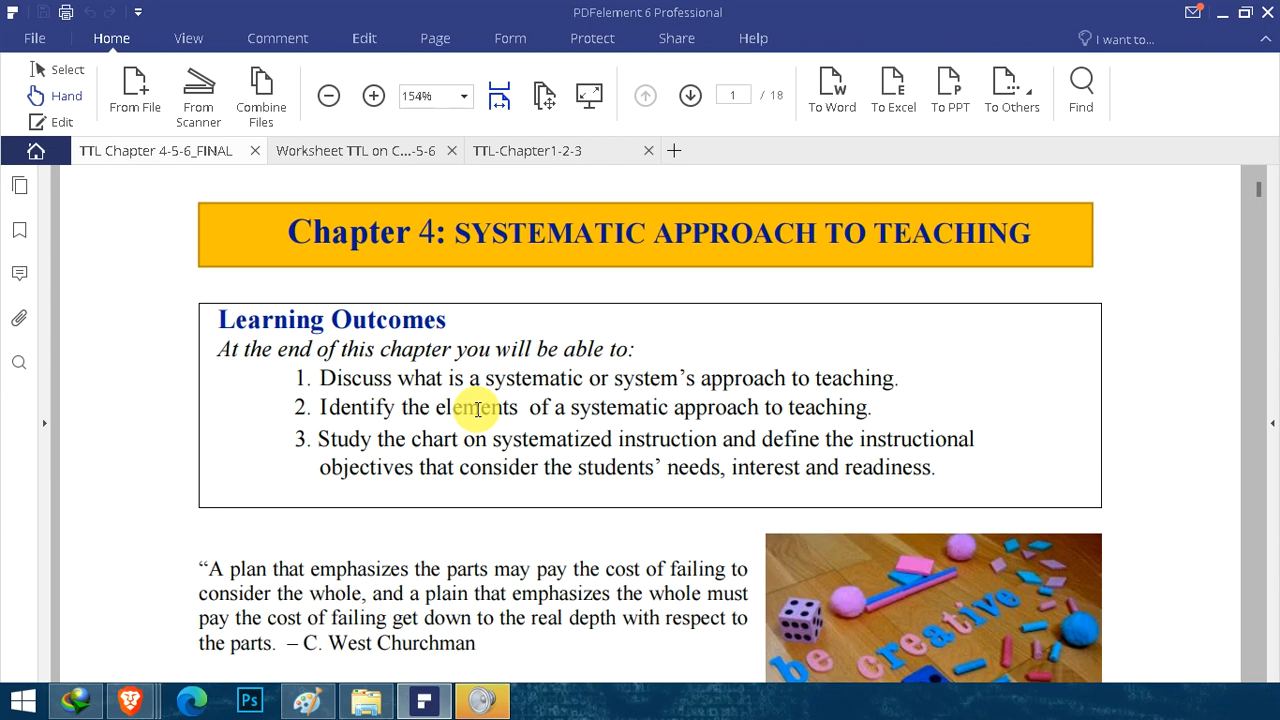 PDFelement 6 Professional
File Home View Comment Edit Page Form Protect Share Help I want to...
Select
Hand
Edit
From File
From Scanner
Combine Files
154%
1 / 18
To Word
To Excel
To PPT
To Others
Find
TTL Chapter 4-5-6_FINAL
Worksheet TTL on C...-5-6
TTL-Chapter1-2-3
Chapter 4: SYSTEMATIC APPROACH TO TEACHING
Learning Outcomes
At the end of this chapter you will be able to:
1. Discuss what is a systematic or system’s approach to teaching.
2. Identify the elements of a systematic approach to teaching.
3. Study the chart on systematized instruction and define the instructional
objectives that consider the students’ needs, interest and readiness.
“A plan that emphasizes the parts may pay the cost of failing to
consider the whole, and a plain that emphasizes the whole must
pay the cost of failing get down to the real depth with respect to
the parts. – C. West Churchman
be creative
Ps